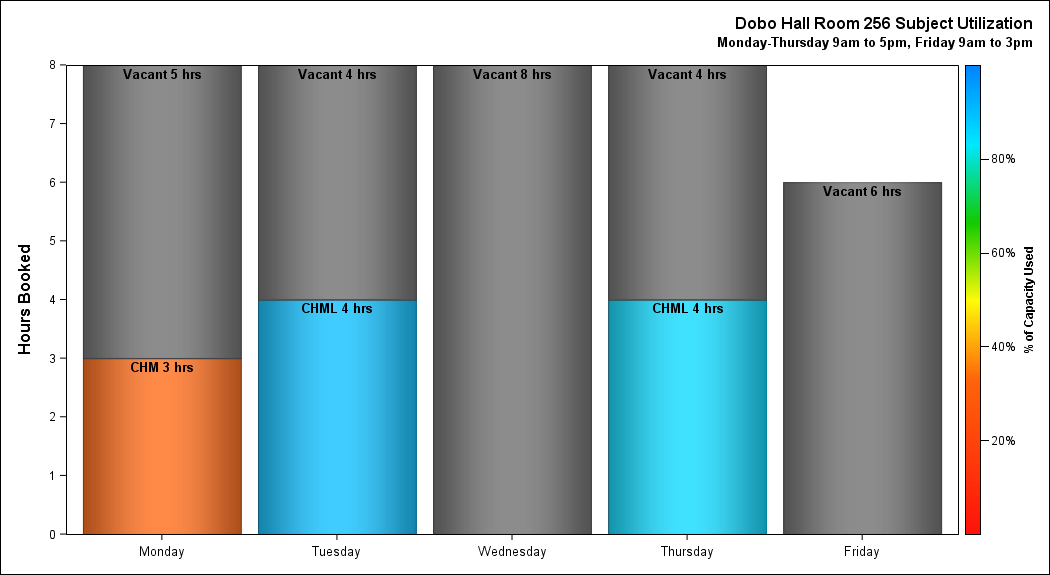 Dobo Hall Room 256 Subject Utilization
Monday-Thursday 9am to 5pm, Friday 9am to 3pm
Hours Booked
8
7
6
5
4
3
2
1
0
Vacant 5 hrs
CHM 3 hrs
Vacant 4 hrs
CHML 4 hrs
Vacant 8 hrs
Vacant 4 hrs
CHML 4 hrs
Vacant 6 hrs
Monday
Tuesday
Wednesday
Thursday
Friday
80%
60%
40%
20%
% of Capacity Used